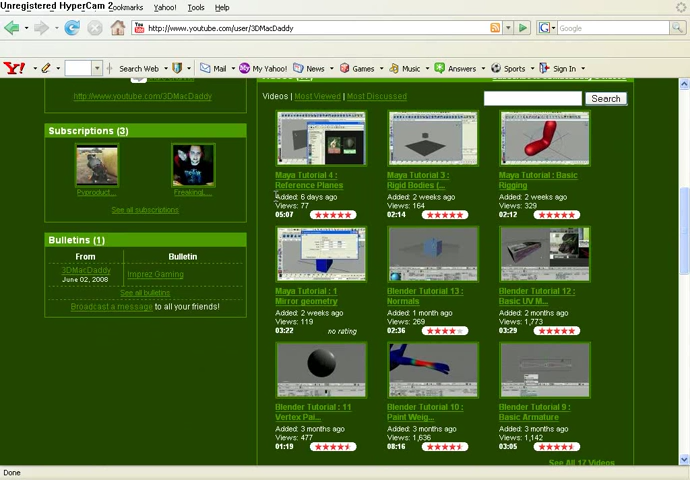 Unregistered HyperCam 2
okmarks Yahoo! Tools Help
http://www.youtube.com/user/3DMacDaddy
Google
Search Web Mail My Yahoo! News Games Music Answers Sports Sign In
http://www.youtube.com/3DMacDaddy
Videos | Most Viewed | Most Discussed
Search
Subscriptions (3)
See all subscriptions
Bulletins (1)
From Bulletin
3DMacDaddy
June 02, 2008
Imprez Gaming
See all bulletins
Broadcast a message to all your friends!
Maya Tutorial 4 :
Reference Planes
Added: 6 days ago
Views: 77
05:07
Maya Tutorial 3 :
Rigid Bodies (...
Added: 2 weeks ago
Views: 164
02:14
Maya Tutorial : Basic
Rigging
Added: 2 weeks ago
Views: 329
02:12
Maya Tutorial : 1
Mirror geometry
Added: 2 weeks ago
Views: 119
03:22 no rating
Blender Tutorial 13 :
Normals
Added: 1 month ago
Views: 269
02:36
Blender Tutorial 12 :
Basic UV M...
Added: 2 months ago
Views: 1,773
03:29
Blender Tutorial : 11
Vertex Pai...
Added: 3 months ago
Views: 477
01:19
Blender Tutorial 10 :
Paint Weig...
Added: 3 months ago
Views: 1,636
08:16
Blender Tutorial 9 :
Basic Armature
Added: 3 months ago
Views: 1,142
03:05
See All 17 Videos
Done